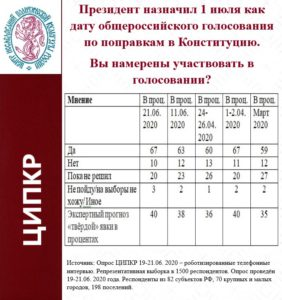 Президент назначил 1 июля как
дату общероссийского голосования
по поправкам в Конституцию.
Вы намерены участвовать в
голосовании?
Мнение В проц. В проц. В проц. В проц. В проц.
21.06. 2020 11.06. 2020 24-26.04. 2020 1-2.04. 2020 Март 2020
Да 67 63 60 67 59
Нет 10 12 13 11 12
Пока не решил 20 23 26 20 27
Не пойду/на выборы не
хожу/Иное 3 2 1 2 2
Экспертный прогноз
«твёрдой» явки в
процентах 40 38 36 40 35
ЦИПКР
Источник: Опрос ЦИПКР 19-21.06. 2020 – роботизированные телефонные
интервью. Репрезентативная выборка в 1500 респондентов. Опрос проведён
19-21.06. 2020 года. Респонденты из 82 субъектов РФ, 70 крупных и малых
городов, 198 поселений.